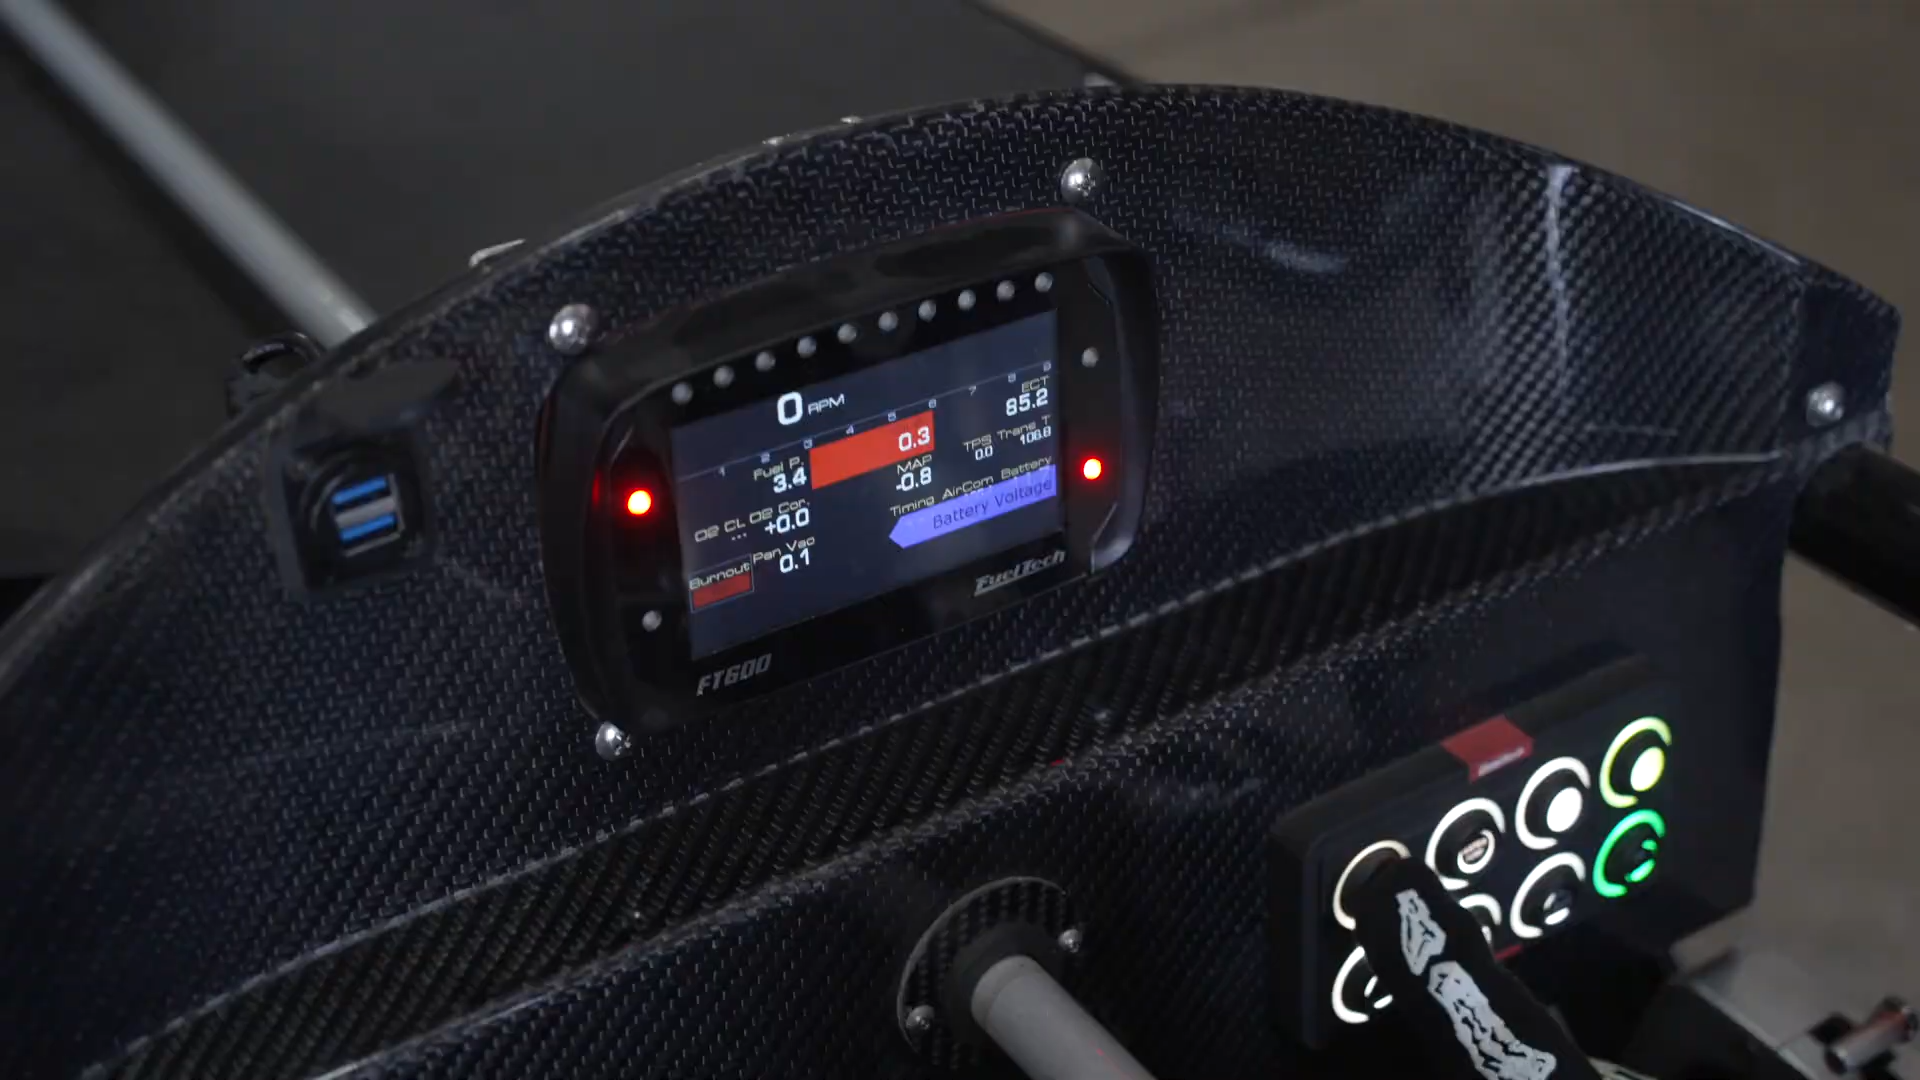 0 RPM
1 2 3 4 5 6 7 8 9
ECT
85.2
0.3
Fuel P.
3.4
MAP
-0.8
TPS
0.0
Trans T
106.8
O2 CL
...
O2 Cor.
+0.0
Timing AirCom Battery
Battery Voltage
Burnout
Pan Vac
0.1
FuelTech
FT600